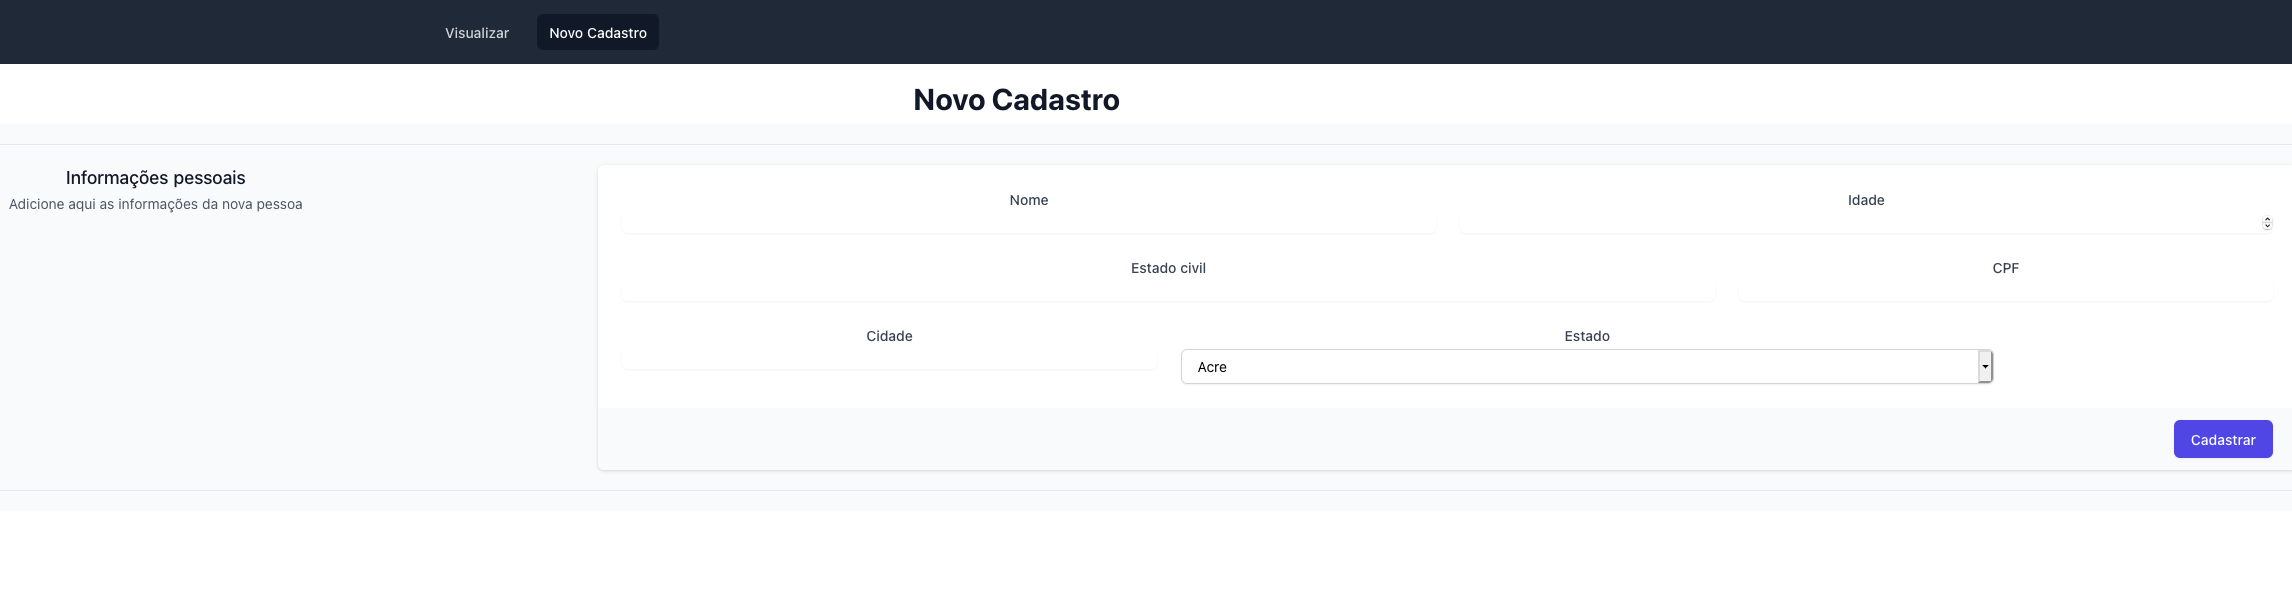 Visualizar
Novo Cadastro
Novo Cadastro
Informações pessoais
Adicione aqui as informações da nova pessoa
Nome
Idade
Estado civil
CPF
Cidade
Estado
Acre
Cadastrar